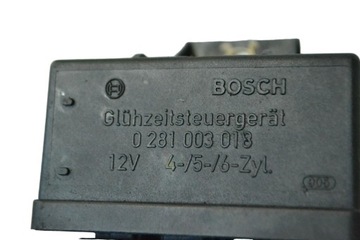 BOSCH
Glühzeitsteuergerät
0 281 003 018
12V 4-/5-/6-Zyl.